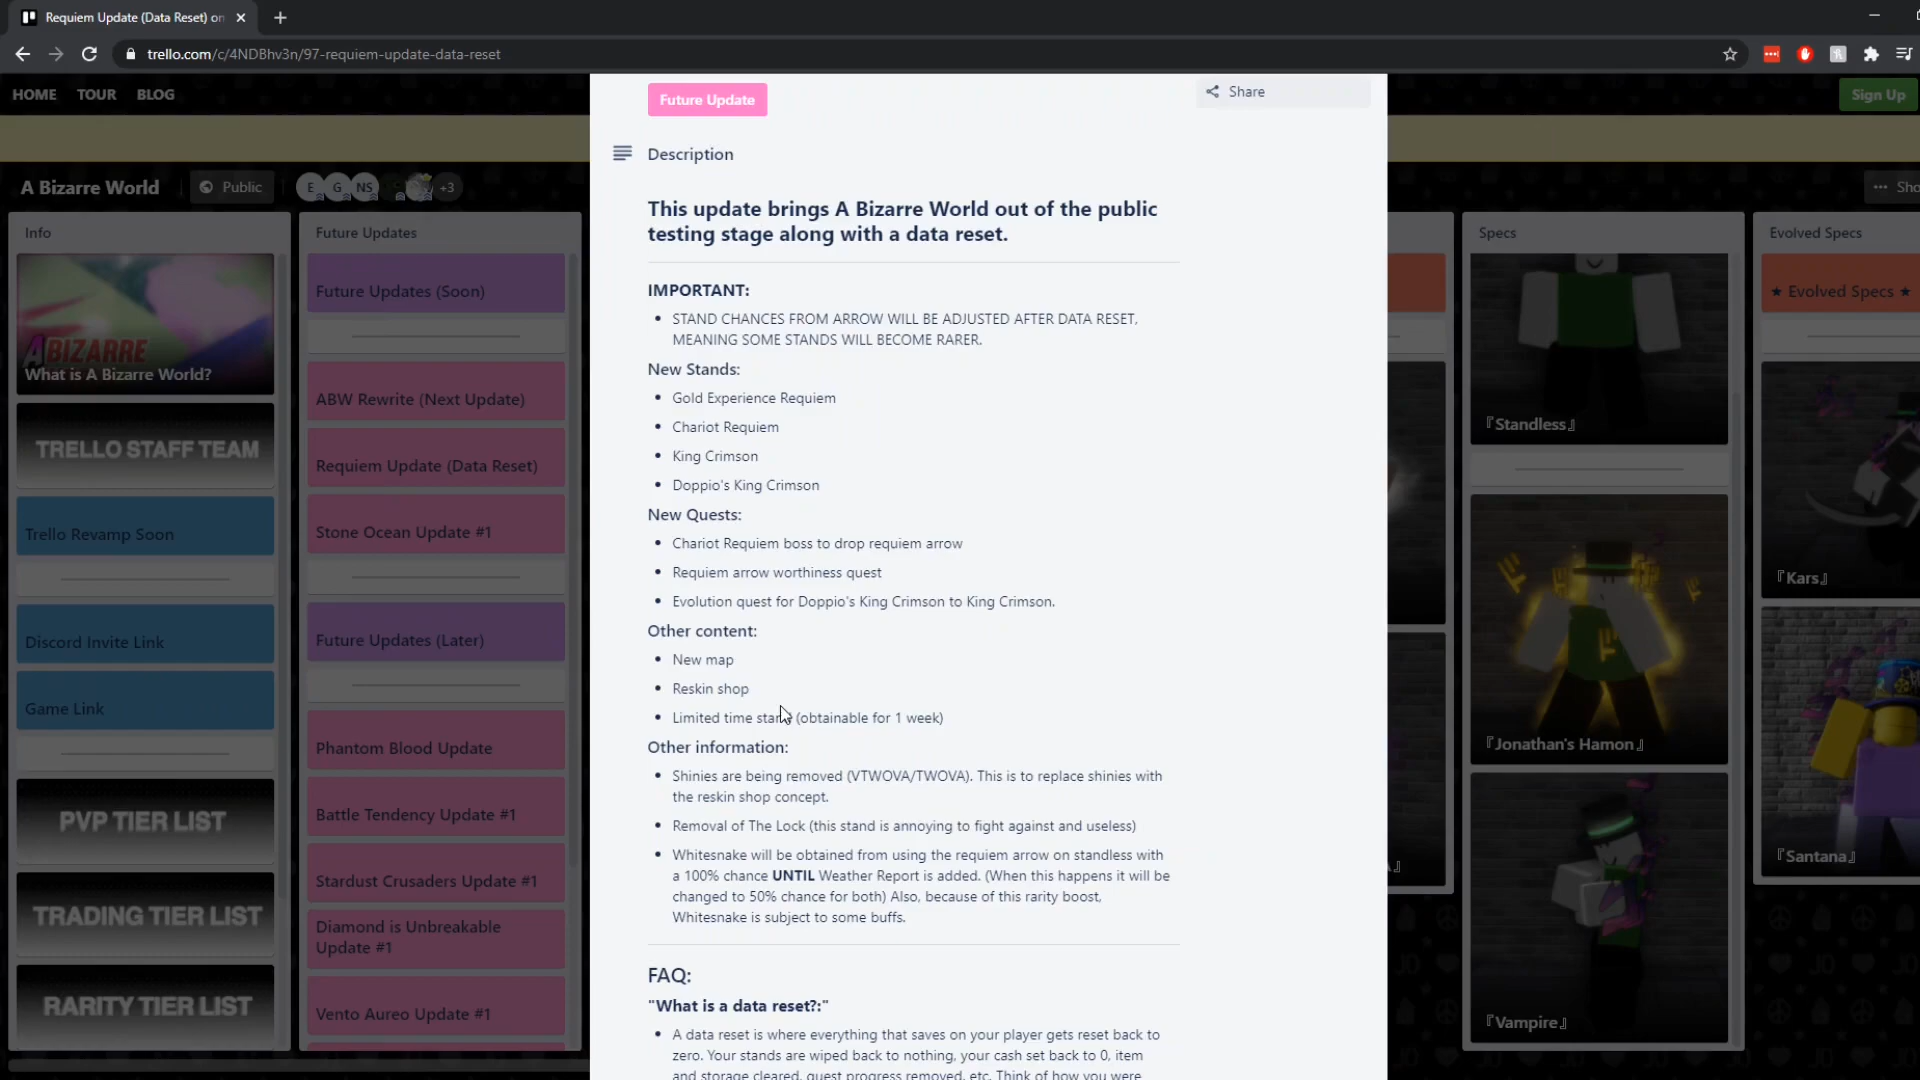 Requiem Update (Data Reset) on
trello.com/c/4NDBhv3n/97-requiem-update-data-reset
HOME TOUR BLOG
Sign Up
A Bizarre World
Public
E G NS +3
Sho
Info
ABIZARRE
What is A Bizarre World?
TRELLO STAFF TEAM
Trello Revamp Soon
Discord Invite Link
Game Link
PVP TIER LIST
TRADING TIER LIST
RARITY TIER LIST
Future Updates
Future Updates (Soon)
ABW Rewrite (Next Update)
Requiem Update (Data Reset)
Stone Ocean Update #1
Future Updates (Later)
Phantom Blood Update
Battle Tendency Update #1
Stardust Crusaders Update #1
Diamond is Unbreakable
Update #1
Vento Aureo Update #1
Future Update
Share
Description
This update brings A Bizarre World out of the public
testing stage along with a data reset.
IMPORTANT:
STAND CHANCES FROM ARROW WILL BE ADJUSTED AFTER DATA RESET,
MEANING SOME STANDS WILL BECOME RARER.
New Stands:
Gold Experience Requiem
Chariot Requiem
King Crimson
Doppio's King Crimson
New Quests:
Chariot Requiem boss to drop requiem arrow
Requiem arrow worthiness quest
Evolution quest for Doppio's King Crimson to King Crimson.
Other content:
New map
Reskin shop
Limited time stand (obtainable for 1 week)
Other information:
Shinies are being removed (VTWOVA/TWOVA). This is to replace shinies with
the reskin shop concept.
Removal of The Lock (this stand is annoying to fight against and useless)
Whitesnake will be obtained from using the requiem arrow on standless with
a 100% chance UNTIL Weather Report is added. (When this happens it will be
changed to 50% chance for both) Also, because of this rarity boost,
Whitesnake is subject to some buffs.
FAQ:
"What is a data reset?:"
A data reset is where everything that saves on your player gets reset back to
zero. Your stands are wiped back to nothing, your cash set back to 0, item
and storage cleared, quest progress removed, etc. Think of how you were
Specs
『Standless』
『Jonathan's Hamon』
『Vampire』
Evolved Specs
★ Evolved Specs ★
『Kars』
『Santana』